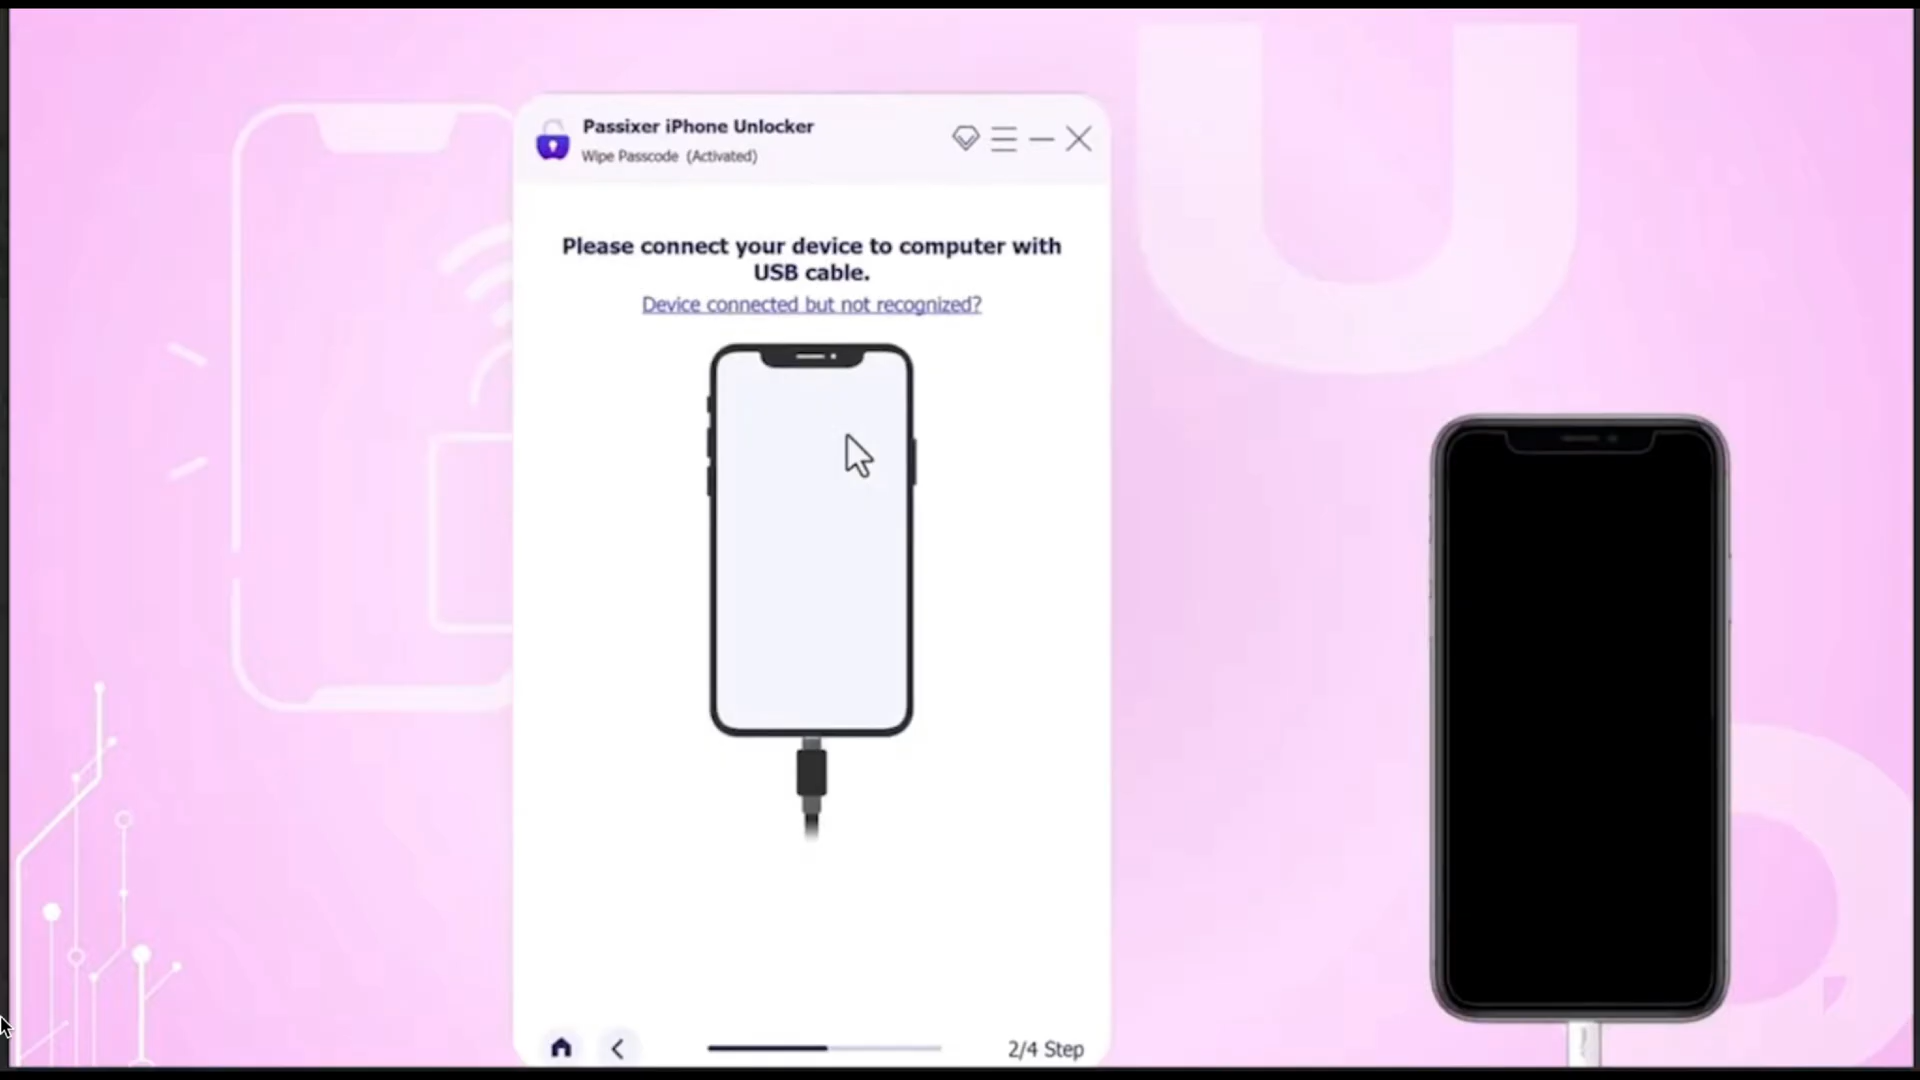 Passixer iPhone Unlocker
Wipe Passcode (Activated)
Please connect your device to computer with
USB cable.
Device connected but not recognized?
2/4 Step